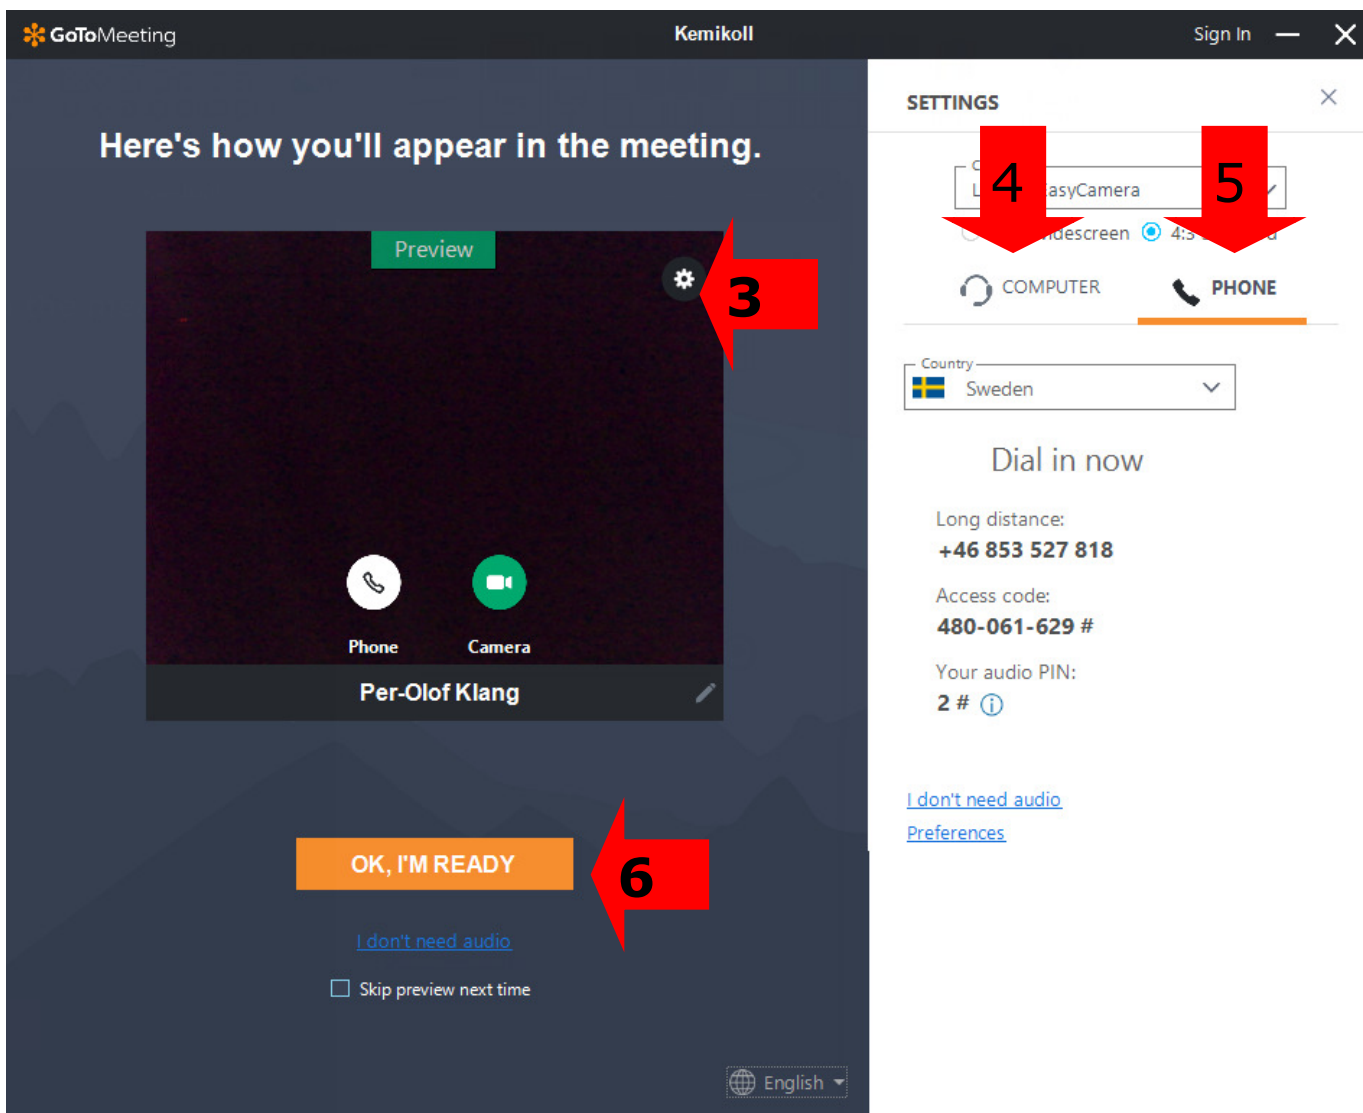 GoToMeeting
Kemikoll
Sign In
Here's how you'll appear in the meeting.
Preview
3
Phone
Camera
Per-Olof Klang
OK, I'M READY
6
I don't need audio
Skip preview next time
English
SETTINGS
4
5
asyCamera
descreen
4:3
COMPUTER
PHONE
Country
Sweden
Dial in now
Long distance:
+46 853 527 818
Access code:
480-061-629 #
Your audio PIN:
2 #
I don't need audio
Preferences